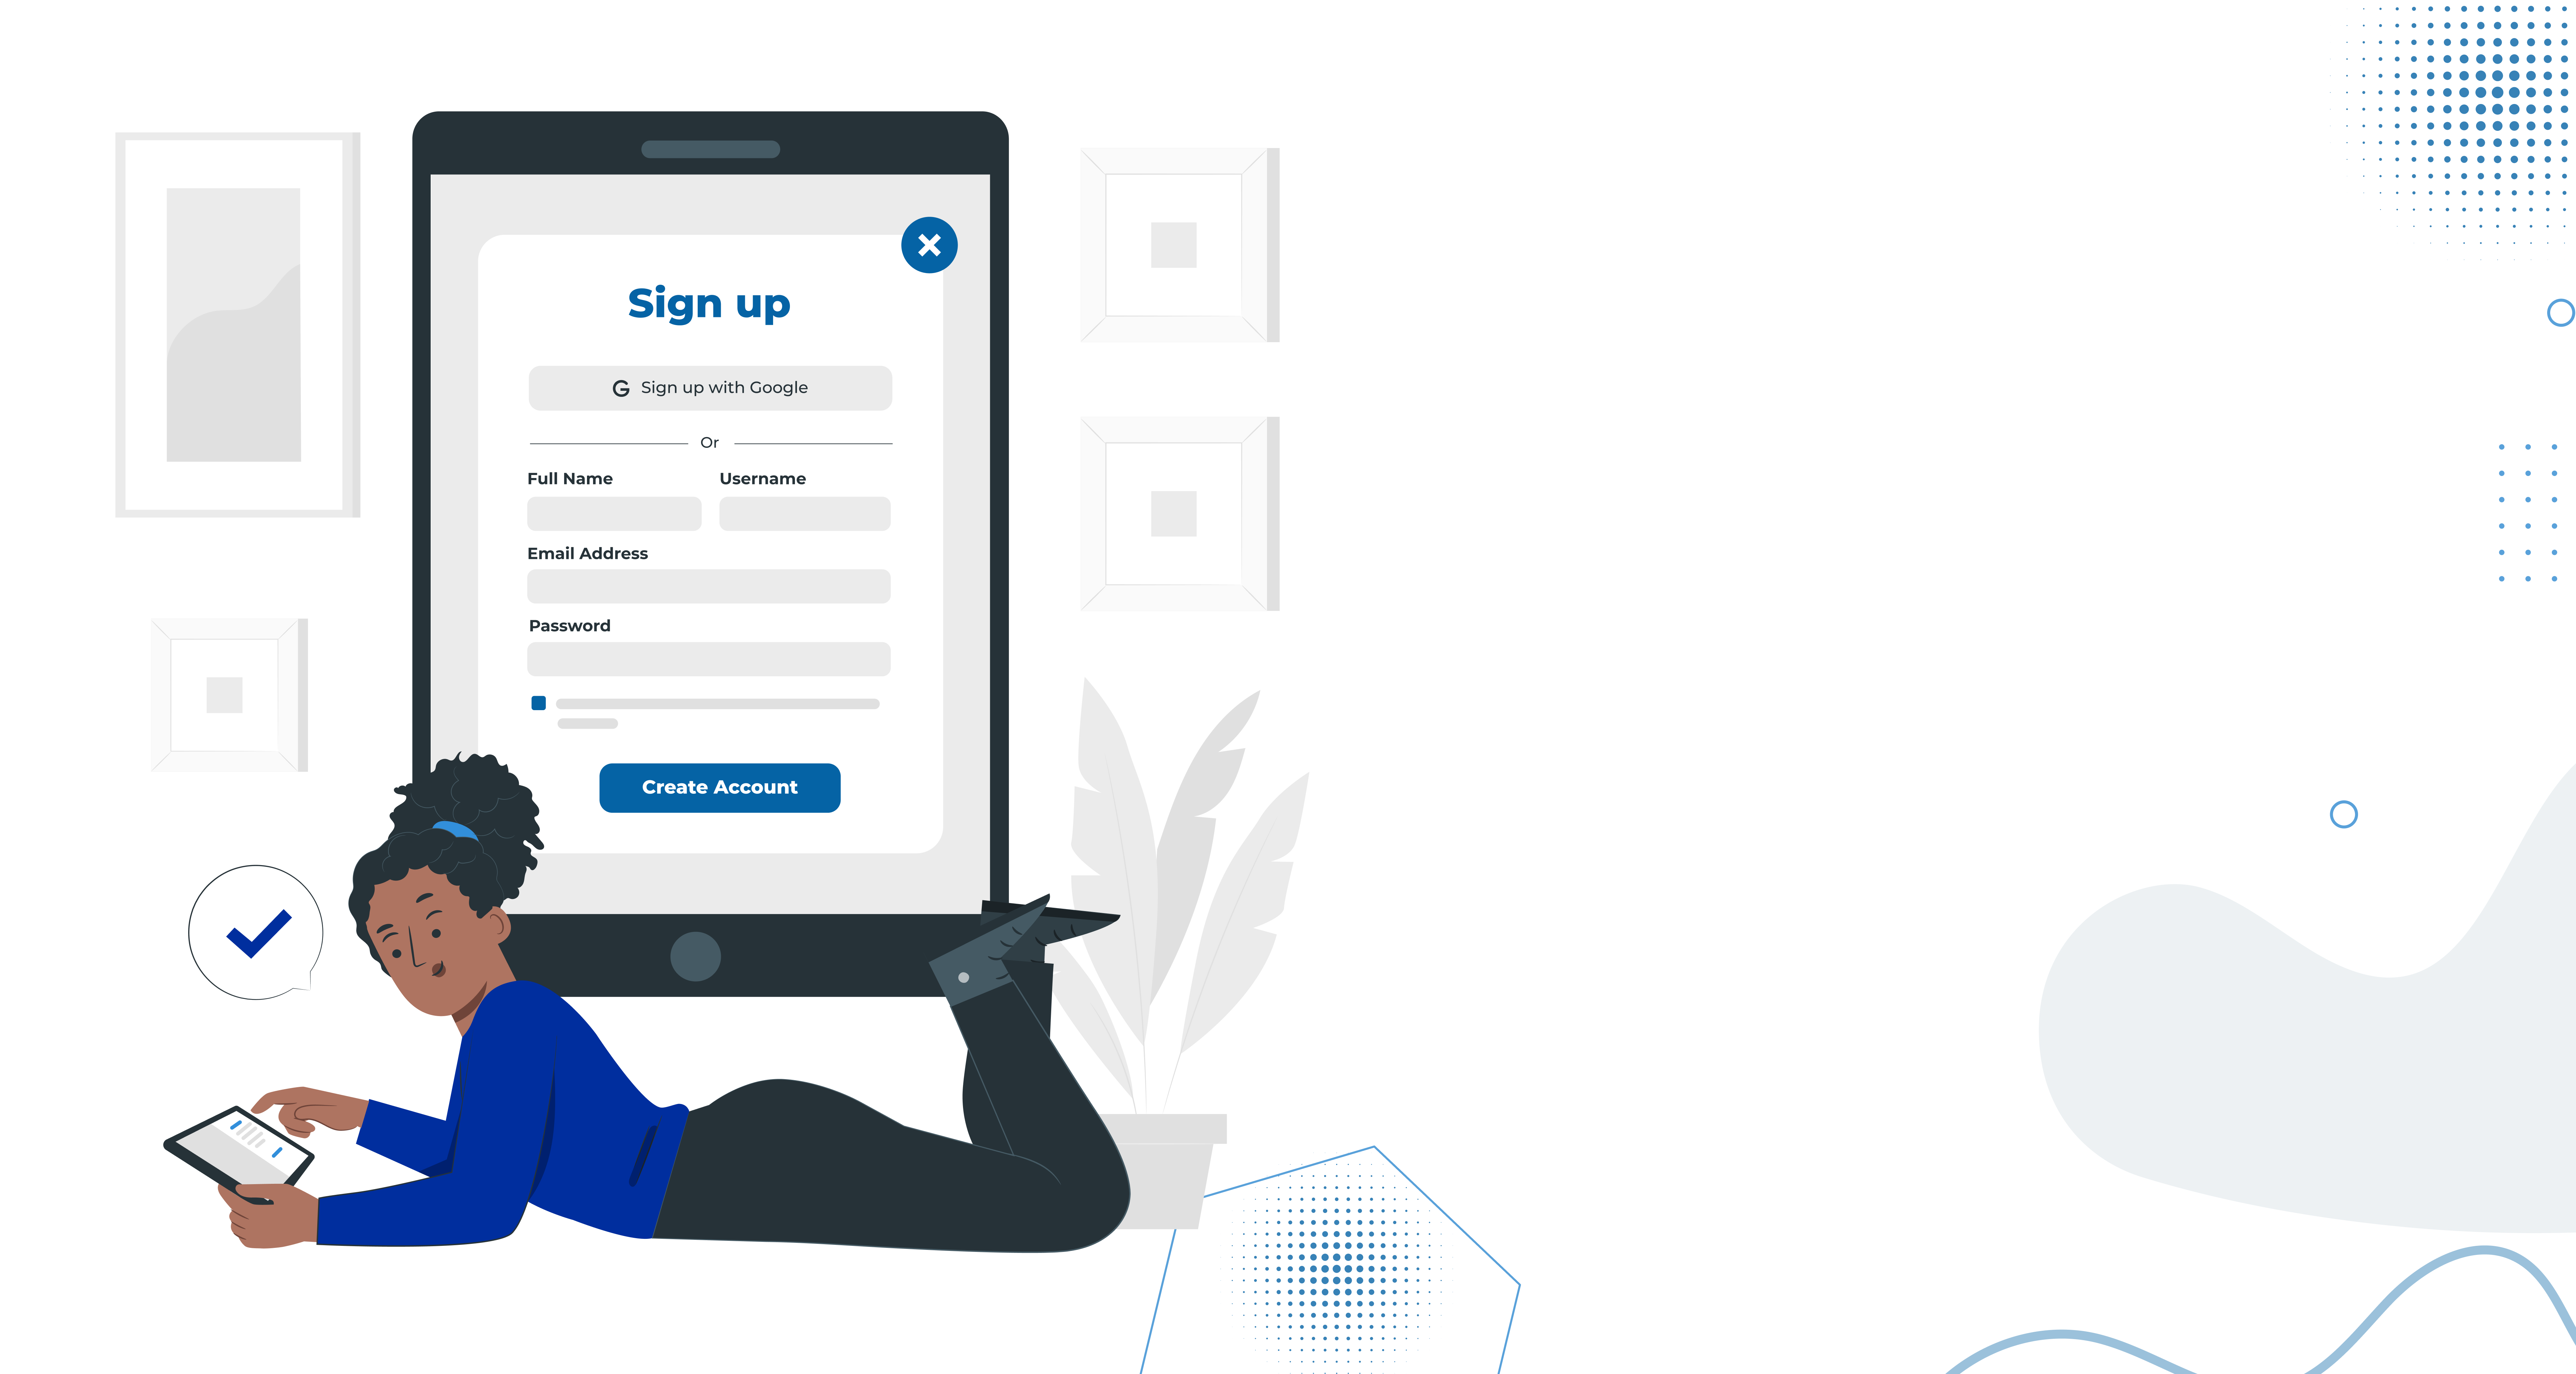 Sign up
G Sign up with Google
Or
Full Name Username
Email Address
Password
Create Account